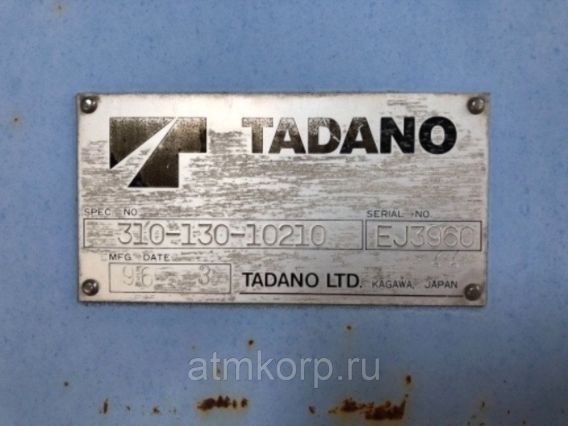 TADANO
SPEC. NO.
SERIAL NO.
310-130-10210
EJ3960
MFG. DATE
96 3
TADANO LTD. KAGAWA, JAPAN
atmkorp.ru